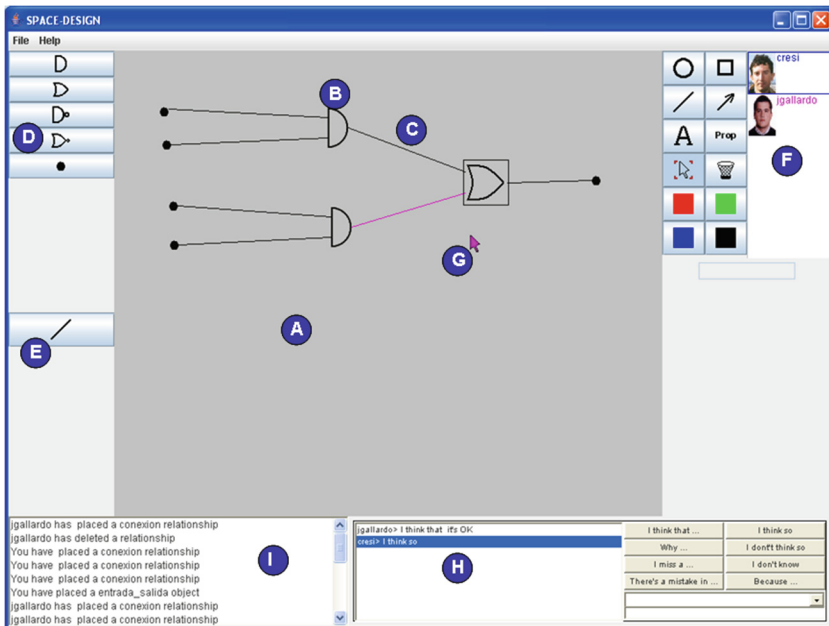 SPACE-DESIGN
File Help
B
C
D
E
A
G
A
Prop
cresi
jgallardo
F
jgallardo has placed a conexion relationship
jgallardo has deleted a relationship
You have placed a conexion relationship
You have placed a conexion relationship
You have placed a conexion relationship
You have placed a entrada_salida object
jgallardo has placed a conexion relationship
jgallardo has placed a conexion relationship
I
jgallardo> I think that it's OK
cresi> I think so
H
I think that ...
I think so
Why ...
I dont't think so
I miss a ...
I don't know
There's a mistake in ...
Because ...